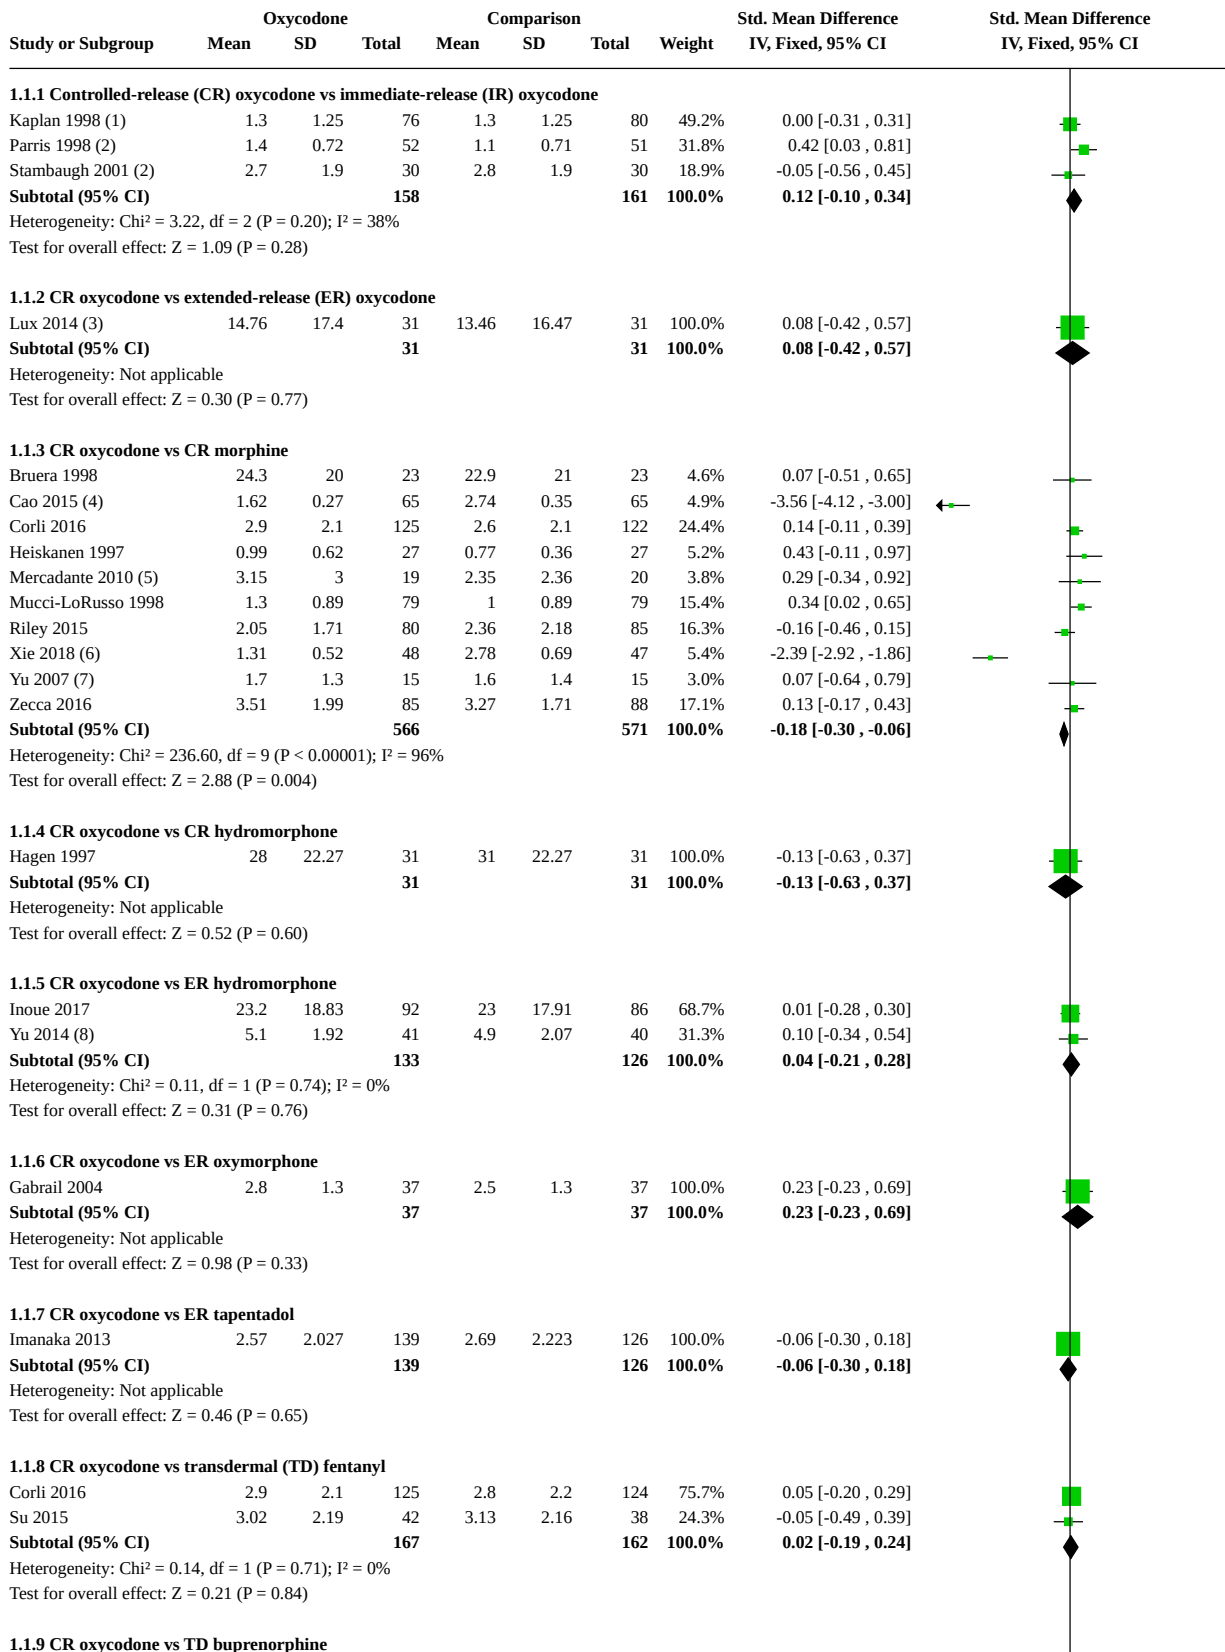 Oxycodone Comparison Std. Mean Difference Std. Mean Difference
Study or Subgroup Mean SD Total Mean SD Total Weight IV, Fixed, 95% CI IV, Fixed, 95% CI
1.1.1 Controlled-release (CR) oxycodone vs immediate-release (IR) oxycodone
Kaplan 1998 (1) 1.3 1.25 76 1.3 1.25 80 49.2% 0.00 [-0.31 , 0.31]
Parris 1998 (2) 1.4 0.72 52 1.1 0.71 51 31.8% 0.42 [0.03 , 0.81]
Stambaugh 2001 (2) 2.7 1.9 30 2.8 1.9 30 18.9% -0.05 [-0.56 , 0.45]
Subtotal (95% CI) 158 161 100.0% 0.12 [-0.10 , 0.34]
Heterogeneity: Chi² = 3.22, df = 2 (P = 0.20); I² = 38%
Test for overall effect: Z = 1.09 (P = 0.28)
1.1.2 CR oxycodone vs extended-release (ER) oxycodone
Lux 2014 (3) 14.76 17.4 31 13.46 16.47 31 100.0% 0.08 [-0.42 , 0.57]
Subtotal (95% CI) 31 31 100.0% 0.08 [-0.42 , 0.57]
Heterogeneity: Not applicable
Test for overall effect: Z = 0.30 (P = 0.77)
1.1.3 CR oxycodone vs CR morphine
Bruera 1998 24.3 20 23 22.9 21 23 4.6% 0.07 [-0.51 , 0.65]
Cao 2015 (4) 1.62 0.27 65 2.74 0.35 65 4.9% -3.56 [-4.12 , -3.00]
Corli 2016 2.9 2.1 125 2.6 2.1 122 24.4% 0.14 [-0.11 , 0.39]
Heiskanen 1997 0.99 0.62 27 0.77 0.36 27 5.2% 0.43 [-0.11 , 0.97]
Mercadante 2010 (5) 3.15 3 19 2.35 2.36 20 3.8% 0.29 [-0.34 , 0.92]
Mucci-LoRusso 1998 1.3 0.89 79 1 0.89 79 15.4% 0.34 [0.02 , 0.65]
Riley 2015 2.05 1.71 80 2.36 2.18 85 16.3% -0.16 [-0.46 , 0.15]
Xie 2018 (6) 1.31 0.52 48 2.78 0.69 47 5.4% -2.39 [-2.92 , -1.86]
Yu 2007 (7) 1.7 1.3 15 1.6 1.4 15 3.0% 0.07 [-0.64 , 0.79]
Zecca 2016 3.51 1.99 85 3.27 1.71 88 17.1% 0.13 [-0.17 , 0.43]
Subtotal (95% CI) 566 571 100.0% -0.18 [-0.30 , -0.06]
Heterogeneity: Chi² = 236.60, df = 9 (P < 0.00001); I² = 96%
Test for overall effect: Z = 2.88 (P = 0.004)
1.1.4 CR oxycodone vs CR hydromorphone
Hagen 1997 28 22.27 31 31 22.27 31 100.0% -0.13 [-0.63 , 0.37]
Subtotal (95% CI) 31 31 100.0% -0.13 [-0.63 , 0.37]
Heterogeneity: Not applicable
Test for overall effect: Z = 0.52 (P = 0.60)
1.1.5 CR oxycodone vs ER hydromorphone
Inoue 2017 23.2 18.83 92 23 17.91 86 68.7% 0.01 [-0.28 , 0.30]
Yu 2014 (8) 5.1 1.92 41 4.9 2.07 40 31.3% 0.10 [-0.34 , 0.54]
Subtotal (95% CI) 133 126 100.0% 0.04 [-0.21 , 0.28]
Heterogeneity: Chi² = 0.11, df = 1 (P = 0.74); I² = 0%
Test for overall effect: Z = 0.31 (P = 0.76)
1.1.6 CR oxycodone vs ER oxymorphone
Gabrail 2004 2.8 1.3 37 2.5 1.3 37 100.0% 0.23 [-0.23 , 0.69]
Subtotal (95% CI) 37 37 100.0% 0.23 [-0.23 , 0.69]
Heterogeneity: Not applicable
Test for overall effect: Z = 0.98 (P = 0.33)
1.1.7 CR oxycodone vs ER tapentadol
Imanaka 2013 2.57 2.027 139 2.69 2.223 126 100.0% -0.06 [-0.30 , 0.18]
Subtotal (95% CI) 139 126 100.0% -0.06 [-0.30 , 0.18]
Heterogeneity: Not applicable
Test for overall effect: Z = 0.46 (P = 0.65)
1.1.8 CR oxycodone vs transdermal (TD) fentanyl
Corli 2016 2.9 2.1 125 2.8 2.2 124 75.7% 0.05 [-0.20 , 0.29]
Su 2015 3.02 2.19 42 3.13 2.16 38 24.3% -0.05 [-0.49 , 0.39]
Subtotal (95% CI) 167 162 100.0% 0.02 [-0.19 , 0.24]
Heterogeneity: Chi² = 0.14, df = 1 (P = 0.71); I² = 0%
Test for overall effect: Z = 0.21 (P = 0.84)
1.1.9 CR oxycodone vs TD buprenorphine